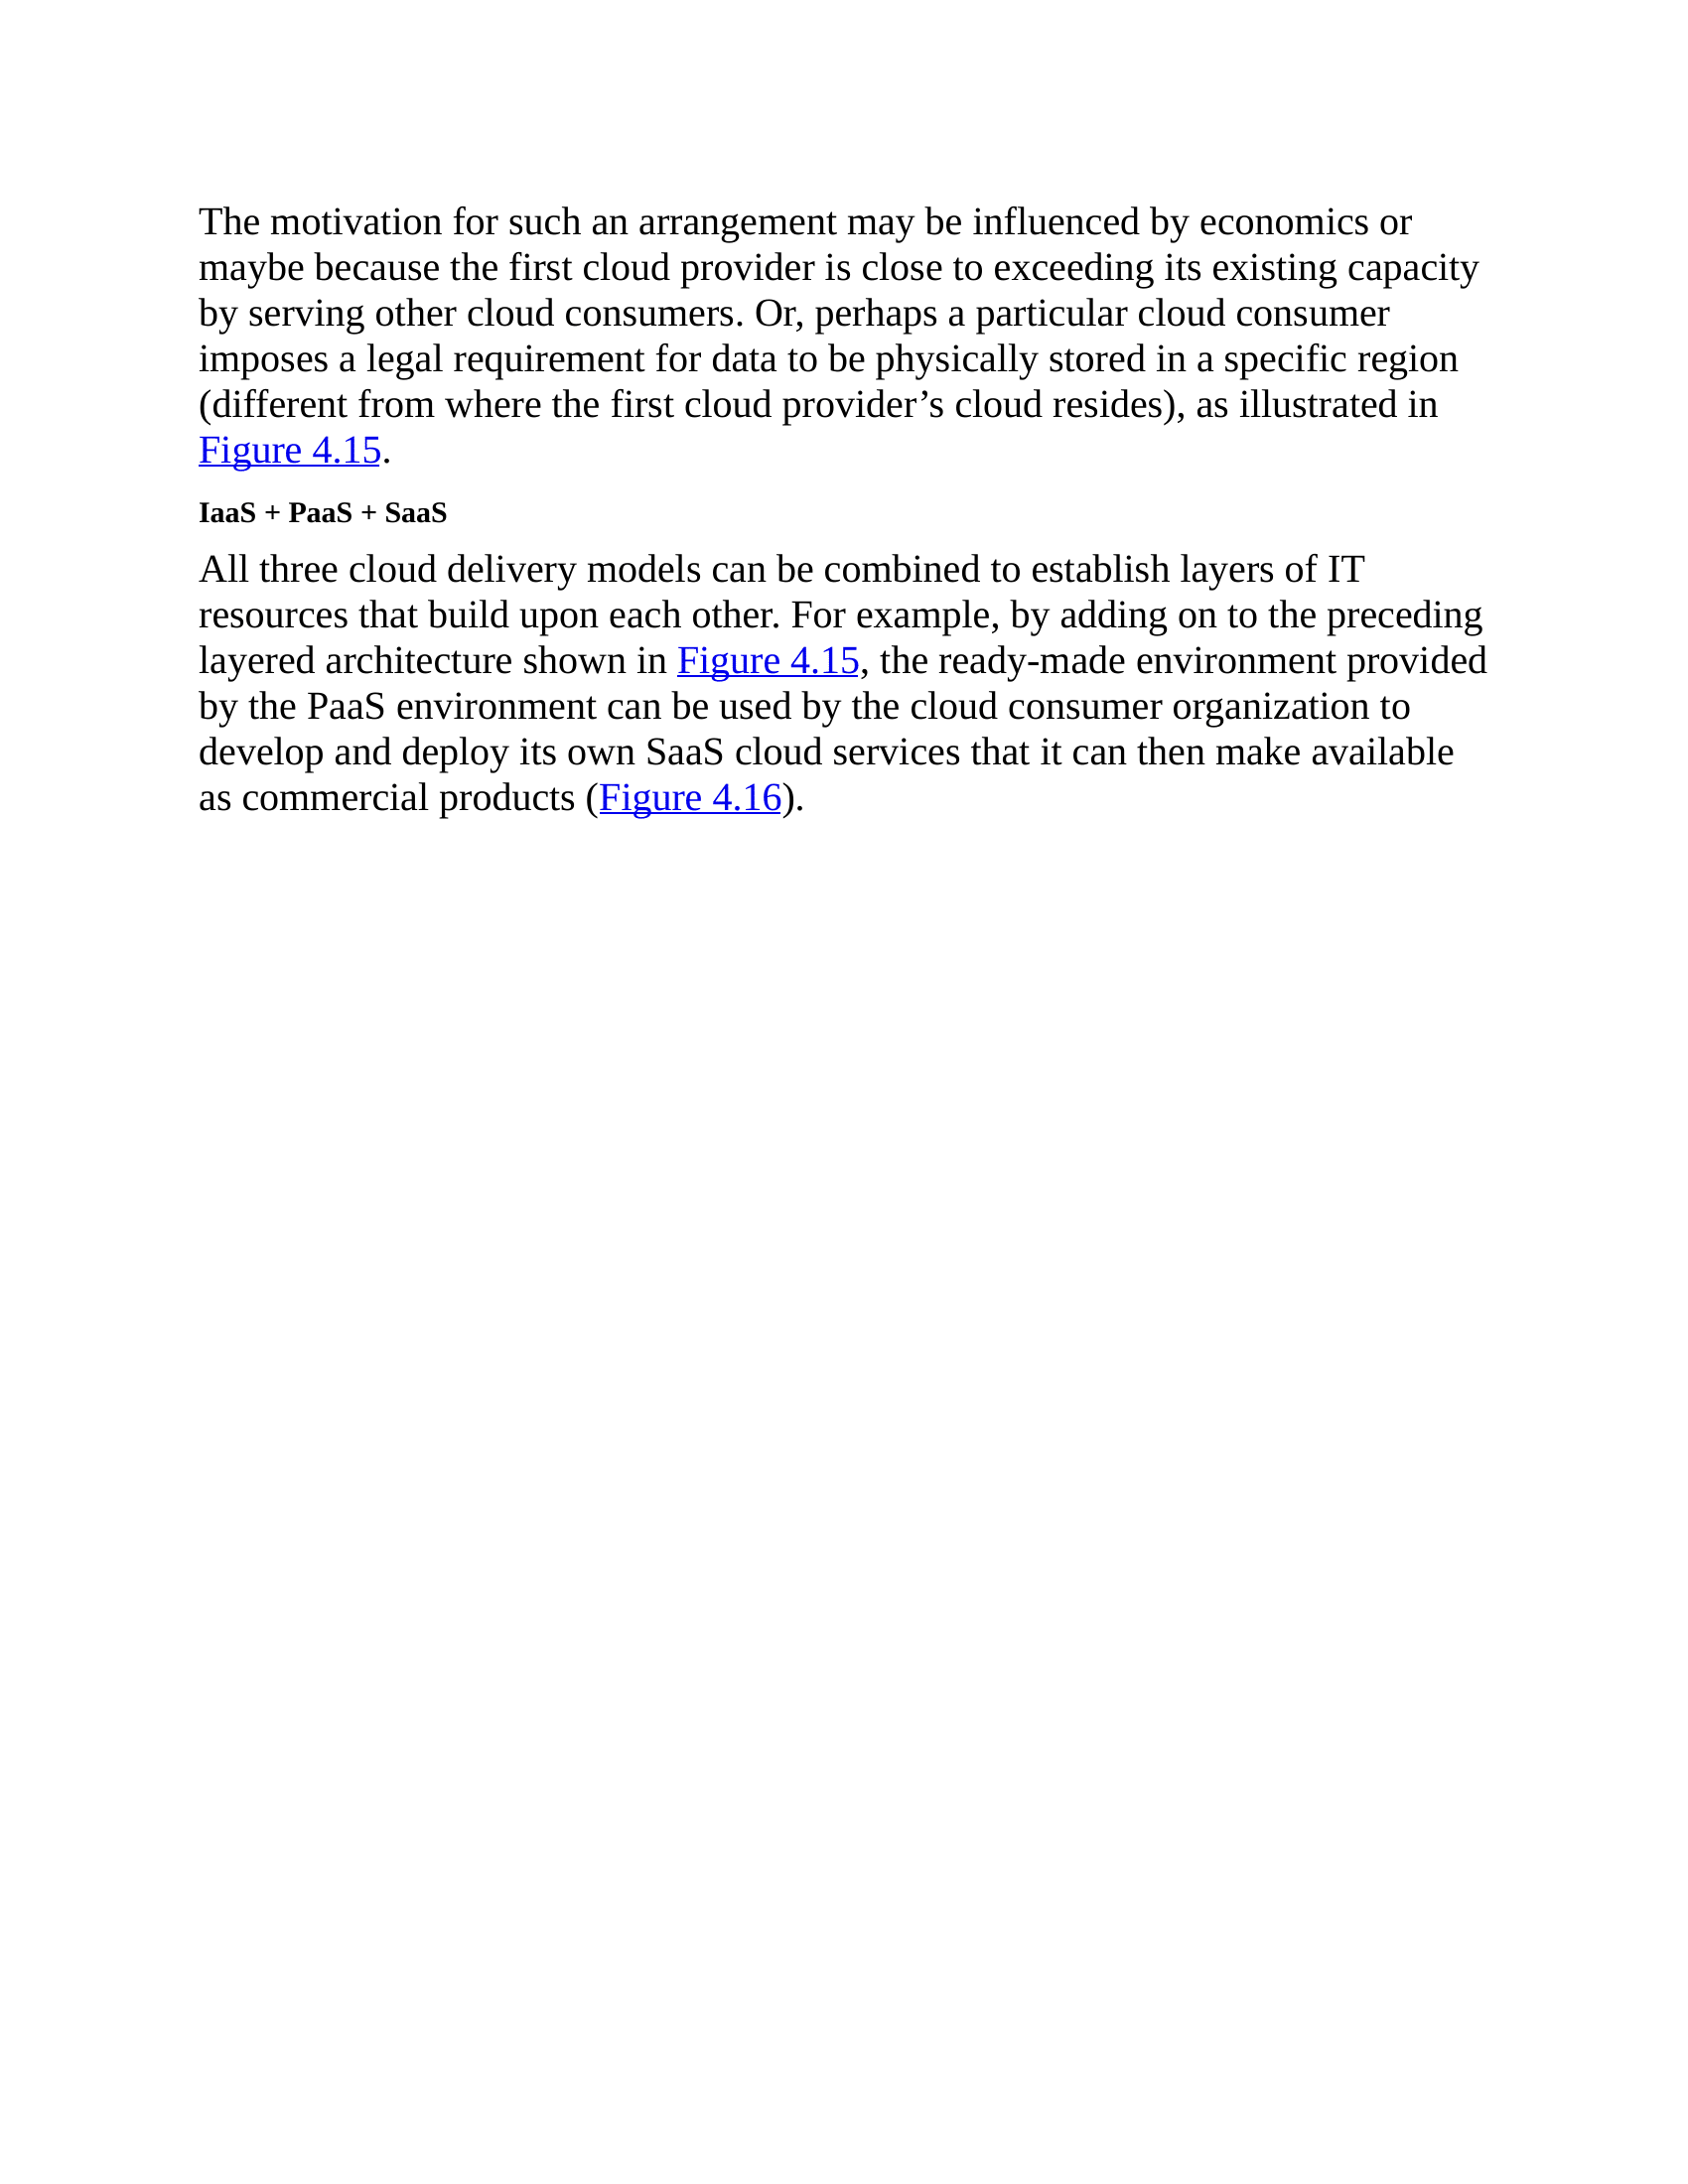 The motivation for such an arrangement may be influenced by economics or
maybe because the first cloud provider is close to exceeding its existing capacity
by serving other cloud consumers. Or, perhaps a particular cloud consumer
imposes a legal requirement for data to be physically stored in a specific region
(different from where the first cloud provider’s cloud resides), as illustrated in
Figure 4.15.
IaaS + PaaS + SaaS
All three cloud delivery models can be combined to establish layers of IT
resources that build upon each other. For example, by adding on to the preceding
layered architecture shown in Figure 4.15, the ready-made environment provided
by the PaaS environment can be used by the cloud consumer organization to
develop and deploy its own SaaS cloud services that it can then make available
as commercial products (Figure 4.16).